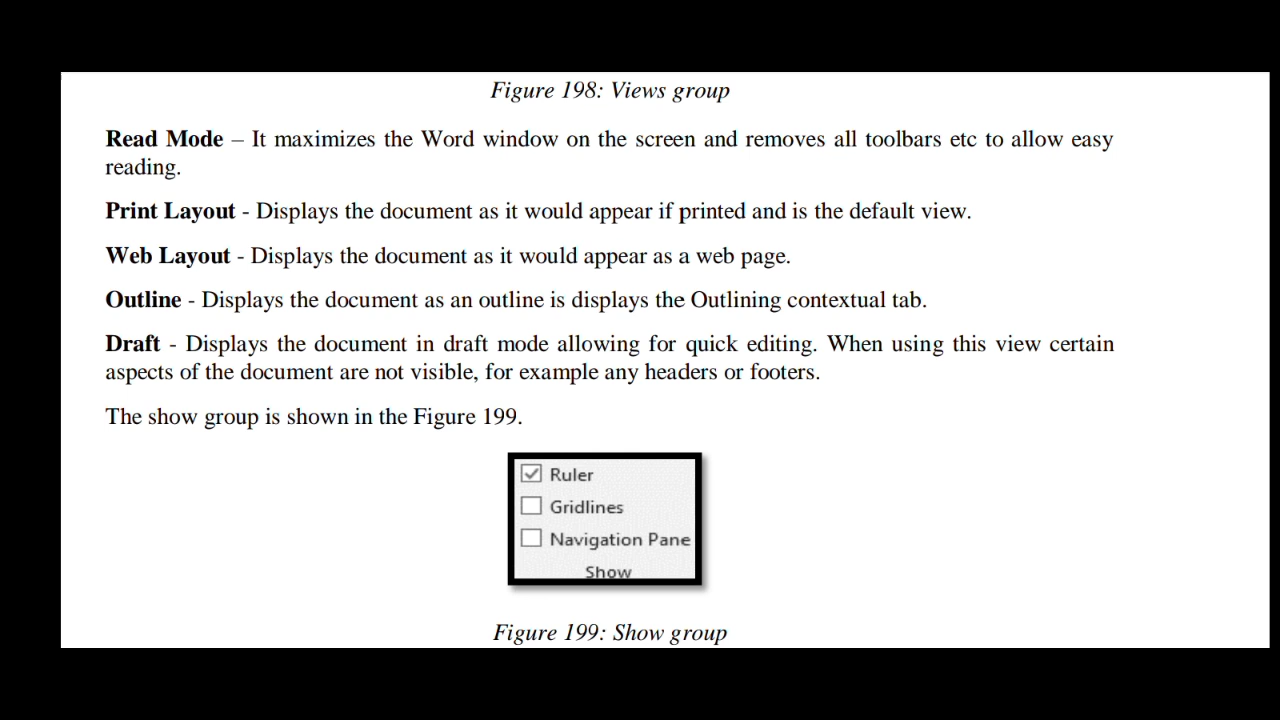 Figure 198: Views group
Read Mode – It maximizes the Word window on the screen and removes all toolbars etc to allow easy
reading.
Print Layout - Displays the document as it would appear if printed and is the default view.
Web Layout - Displays the document as it would appear as a web page.
Outline - Displays the document as an outline is displays the Outlining contextual tab.
Draft - Displays the document in draft mode allowing for quick editing. When using this view certain
aspects of the document are not visible, for example any headers or footers.
The show group is shown in the Figure 199.
Ruler
Gridlines
Navigation Pane
Show
Figure 199: Show group